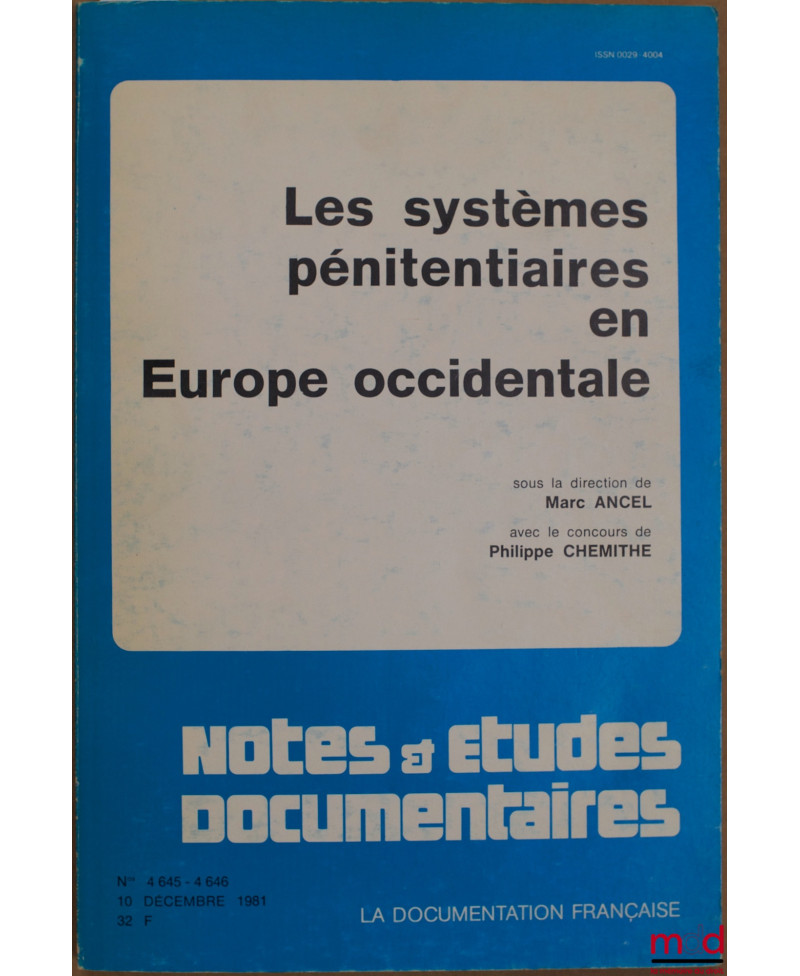 ISSN 0029-4004
Les systèmes
pénitentiaires
en
Europe occidentale
sous la direction de
Marc ANCEL
avec le concours de
Philippe CHEMITHE
Notes & Etudes
Documentaires
Nos 4 645 - 4 646
10 DÉCEMBRE 1981
32 F
LA DOCUMENTATION FRANÇAISE